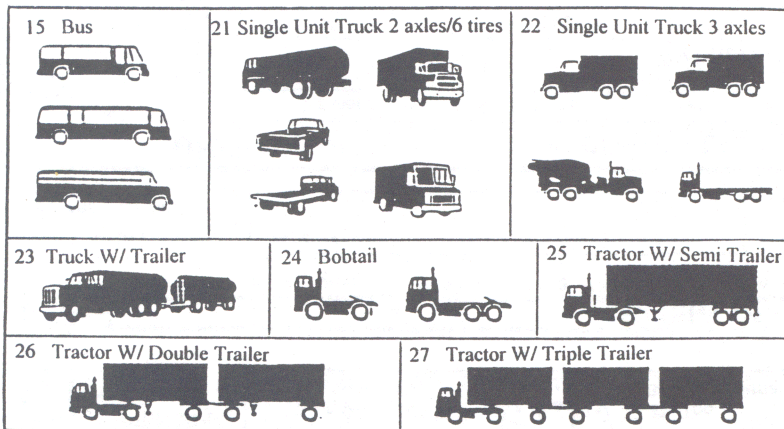 15 Bus
21 Single Unit Truck 2 axles/6 tires
22 Single Unit Truck 3 axles
23 Truck W/ Trailer
24 Bobtail
25 Tractor W/ Semi Trailer
26 Tractor W/ Double Trailer
27 Tractor W/ Triple Trailer